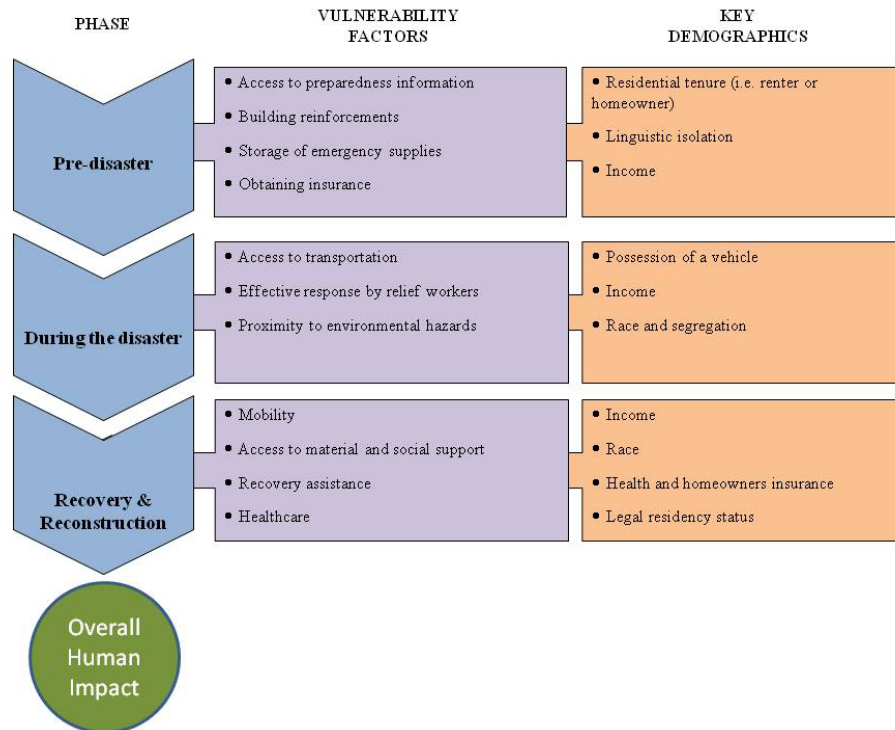 PHASE
VULNERABILITY
FACTORS
KEY
DEMOGRAPHICS
Pre-disaster
• Access to preparedness information
• Building reinforcements
• Storage of emergency supplies
• Obtaining insurance
• Residential tenure (i.e. renter or
homeowner)
• Linguistic isolation
• Income
During the disaster
• Access to transportation
• Effective response by relief workers
• Proximity to environmental hazards
• Possession of a vehicle
• Income
• Race and segregation
Recovery &
Reconstruction
• Mobility
• Access to material and social support
• Recovery assistance
• Healthcare
• Income
• Race
• Health and homeowners insurance
• Legal residency status
Overall
Human
Impact